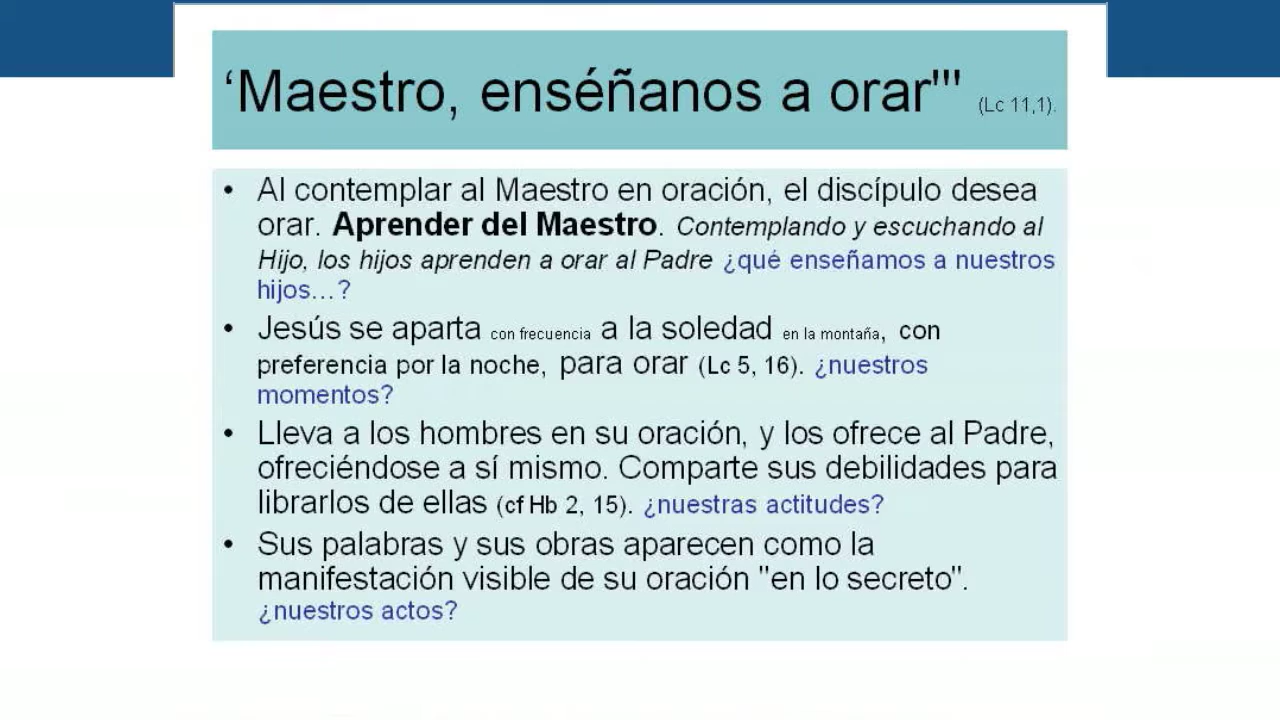 ‘Maestro, enséñanos a orar'" (Lc 11,1).
• Al contemplar al Maestro en oración, el discípulo desea
orar. Aprender del Maestro. Contemplando y escuchando al
Hijo, los hijos aprenden a orar al Padre ¿qué enseñamos a nuestros
hijos…?
• Jesús se aparta con frecuencia a la soledad en la montaña, con
preferencia por la noche, para orar (Lc 5, 16). ¿nuestros
momentos?
• Lleva a los hombres en su oración, y los ofrece al Padre,
ofreciéndose a sí mismo. Comparte sus debilidades para
librarlos de ellas (cf Hb 2, 15). ¿nuestras actitudes?
• Sus palabras y sus obras aparecen como la
manifestación visible de su oración "en lo secreto".
¿nuestros actos?